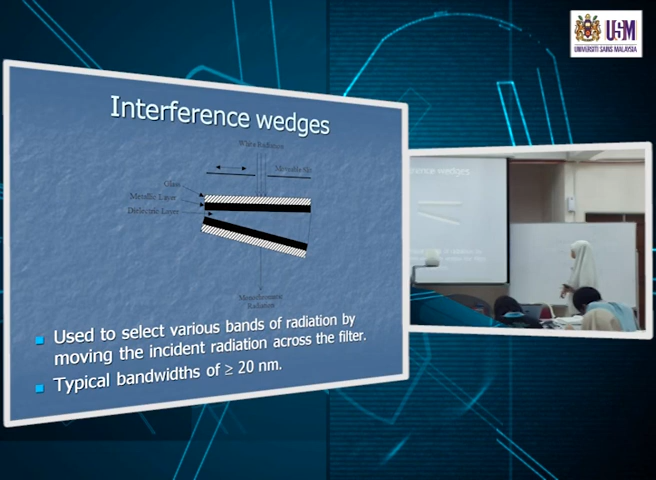 USM
UNIVERSITI SAINS MALAYSIA
Interference wedges
White Radiation
Movable Slit
Glass
Metallic Layer
Dielectric Layer
Monochromatic
Radiation
Used to select various bands of radiation by
moving the incident radiation across the filter.
Typical bandwidths of ≥ 20 nm.